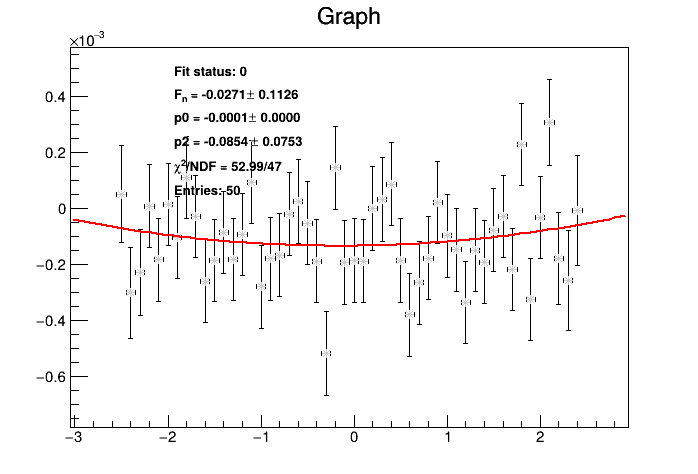 Graph
×10⁻³
Fit status: 0
Fn = -0.0271± 0.1126
p0 = -0.0001± 0.0000
p2 = -0.0854± 0.0753
χ²/NDF = 52.99/47
Entries: 50
0.4
0.2
0
−0.2
−0.4
−0.6
−3 −2 −1 0 1 2